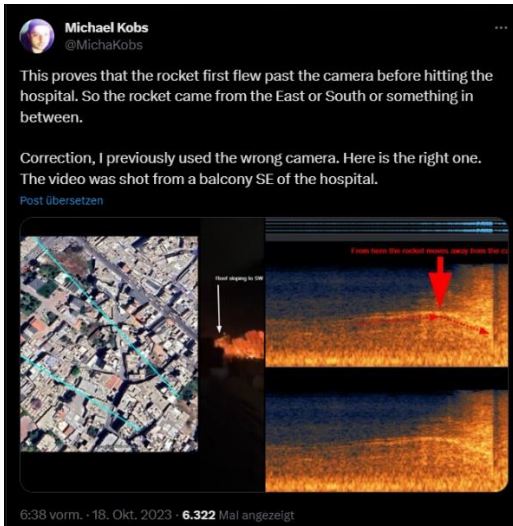 Michael Kobs
@MichaKobs
This proves that the rocket first flew past the camera before hitting the
hospital. So the rocket came from the East or South or something in
between.
Correction, I previously used the wrong camera. Here is the right one.
The video was shot from a balcony SE of the hospital.
Post übersetzen
Roof sloping to SW
From here the rocket moves away from the
6:38 vorm. · 18. Okt. 2023 · 6.322 Mal angezeigt